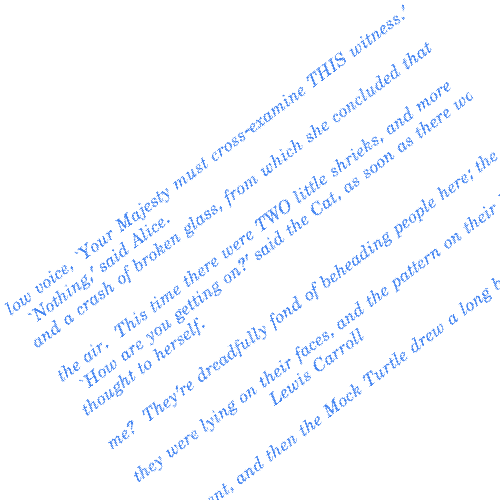 low voice, `Your Majesty must cross-examine THIS witness.'
`Nothing,' said Alice.
and a crash of broken glass, from which she concluded that
the air.  This time there were TWO little shrieks, and more
`How are you getting on?' said the Cat, as soon as there
thought to herself.
me?  They're dreadfully fond of beheading people here; the
they were lying on their faces, and the pattern on their
Lewis Carroll
and then the Mock Turtle drew a long